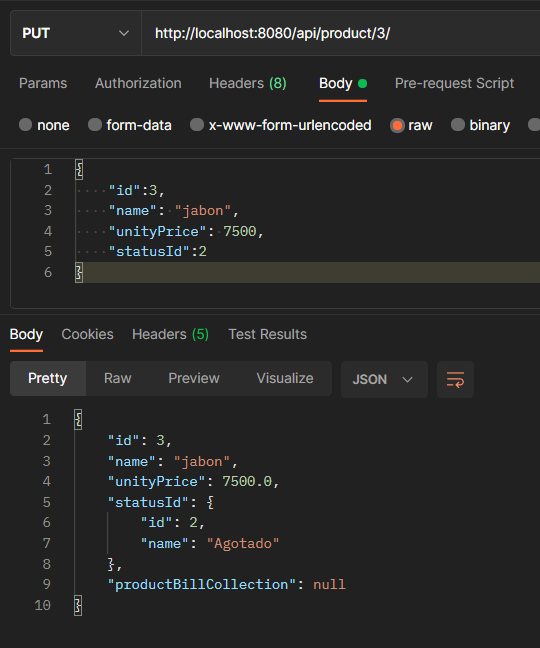 PUT http://localhost:8080/api/product/3/
Params Authorization Headers (8) Body Pre-request Script
none form-data x-www-form-urlencoded raw binary
1 {
2 "id":3,
3 "name": "jabon",
4 "unityPrice": 7500,
5 "statusId":2
6 }
Body Cookies Headers (5) Test Results
Pretty Raw Preview Visualize JSON
1 {
2 "id": 3,
3 "name": "jabon",
4 "unityPrice": 7500.0,
5 "statusId": {
6 "id": 2,
7 "name": "Agotado"
8 },
9 "productBillCollection": null
10 }